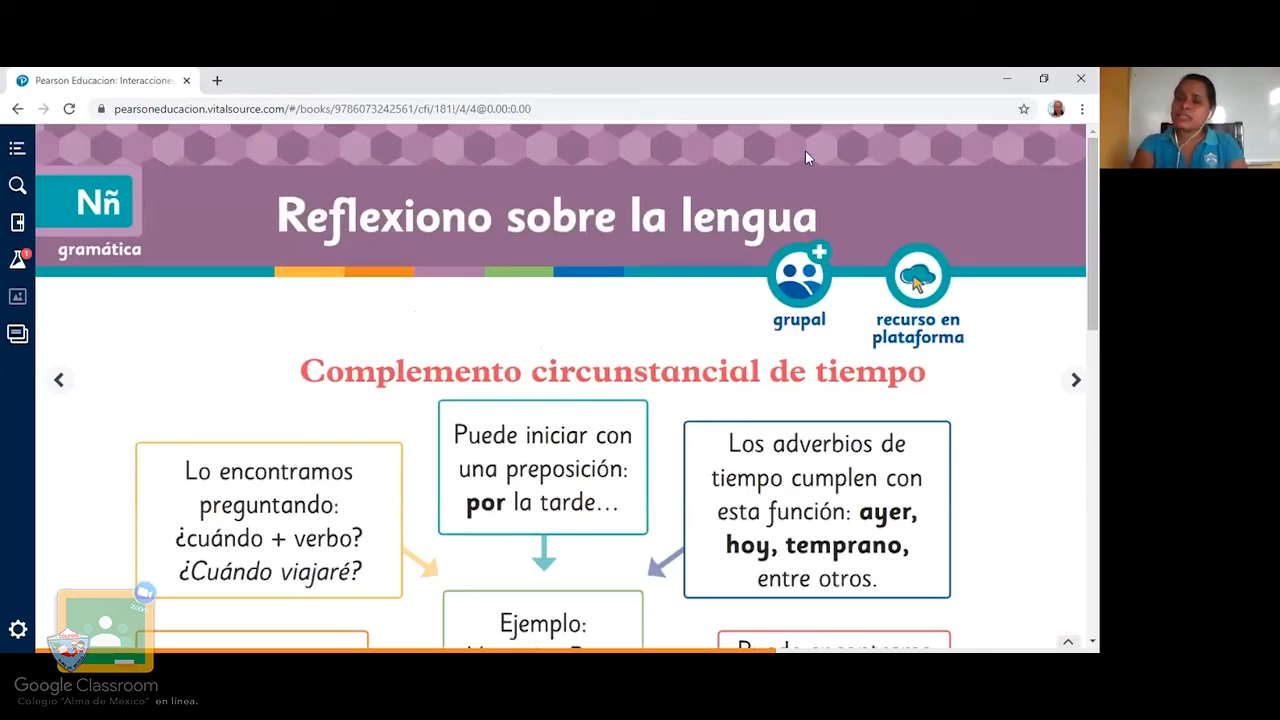 Pearson Educacion: Interaccione
pearsoneducacion.vitalsource.com/#/books/9786073242561/cfi/181!/4/4@0.00:0.00
Nñ
gramática
Reflexiono sobre la lengua
grupal
recurso en
plataforma
Complemento circunstancial de tiempo
Lo encontramos
preguntando:
¿cuándo + verbo?
¿Cuándo viajaré?
Puede iniciar con
una preposición:
por la tarde...
Los adverbios de
tiempo cumplen con
esta función: ayer,
hoy, temprano,
entre otros.
Ejemplo:
1
zoom
COLEGIO
Google Classroom
Colegio "Alma de México" en línea.